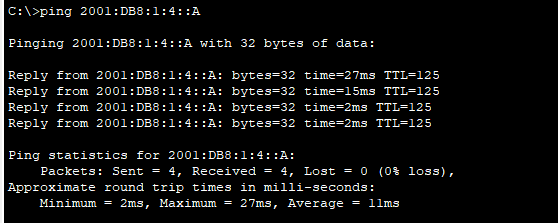 C:\>ping 2001:DB8:1:4::A
Pinging 2001:DB8:1:4::A with 32 bytes of data:
Reply from 2001:DB8:1:4::A: bytes=32 time=27ms TTL=125
Reply from 2001:DB8:1:4::A: bytes=32 time=15ms TTL=125
Reply from 2001:DB8:1:4::A: bytes=32 time=2ms TTL=125
Reply from 2001:DB8:1:4::A: bytes=32 time=2ms TTL=125
Ping statistics for 2001:DB8:1:4::A:
    Packets: Sent = 4, Received = 4, Lost = 0 (0% loss),
Approximate round trip times in milli-seconds:
    Minimum = 2ms, Maximum = 27ms, Average = 11ms